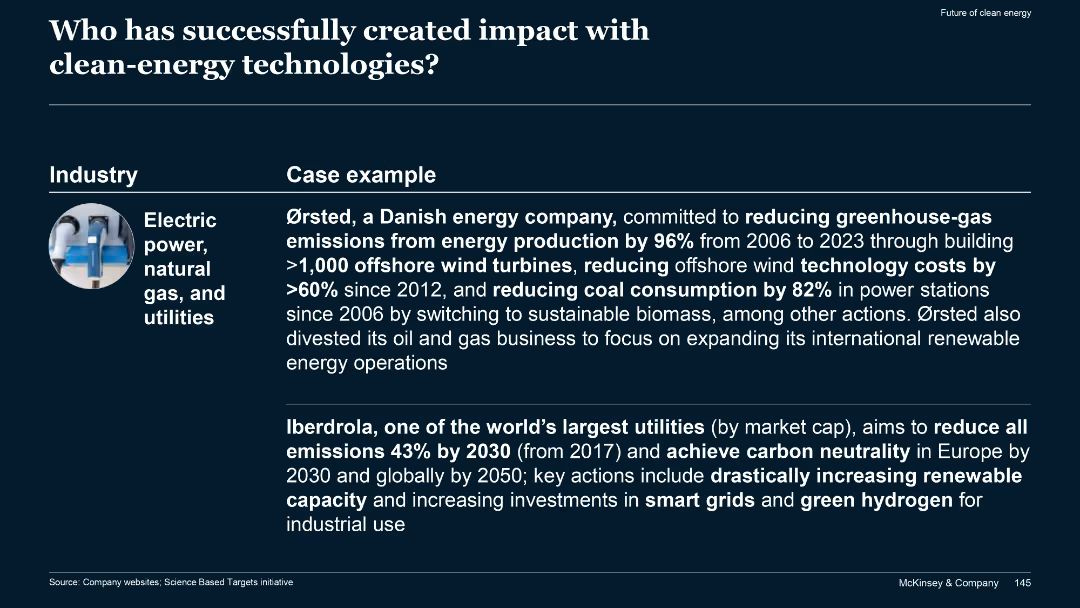 Future of clean energy
Who has successfully created impact with
clean-energy technologies?
Industry
Case example
Electric
power,
natural
gas, and
utilities
Ørsted, a Danish energy company, committed to reducing greenhouse-gas
emissions from energy production by 96% from 2006 to 2023 through building
>1,000 offshore wind turbines, reducing offshore wind technology costs by
>60% since 2012, and reducing coal consumption by 82% in power stations
since 2006 by switching to sustainable biomass, among other actions. Ørsted also
divested its oil and gas business to focus on expanding its international renewable
energy operations
Iberdrola, one of the world’s largest utilities (by market cap), aims to reduce all
emissions 43% by 2030 (from 2017) and achieve carbon neutrality in Europe by
2030 and globally by 2050; key actions include drastically increasing renewable
capacity and increasing investments in smart grids and green hydrogen for
industrial use
Source: Company websites; Science Based Targets initiative
McKinsey & Company 145